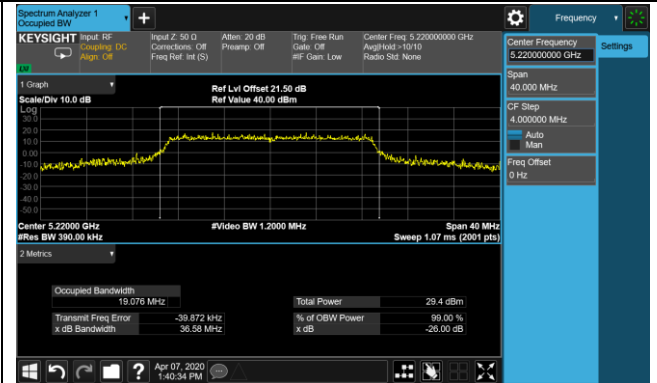 Spectrum Analyzer 1
Occupied BW
+
Frequency
KEYSIGHT
Input: RF
Coupling: DC
Align: Off
Input Z: 50 Ω
Corrections: Off
Freq Ref: Int (S)
Atten: 20 dB
Preamp: Off
Trig: Free Run
Gate: Off
#IF Gain: Low
Center Freq: 5.220000000 GHz
Avg|Hold:>10/10
Radio Std: None
Center Frequency
5.220000000 GHz
Settings
Span
40.000 MHz
CF Step
4.000000 MHz
Auto
Man
Freq Offset
0 Hz
1 Graph
Scale/Div 10.0 dB
Ref Lvl Offset 21.50 dB
Ref Value 40.00 dBm
Log
30.0
20.0
10.0
0.00
-10.0
-20.0
-30.0
-40.0
-50.0
Center 5.22000 GHz
#Res BW 390.00 kHz
#Video BW 1.2000 MHz
Span 40 MHz
Sweep 1.07 ms (2001 pts)
2 Metrics
Occupied Bandwidth
19.076 MHz
Total Power 29.4 dBm
Transmit Freq Error -39.872 kHz
% of OBW Power 99.00 %
x dB Bandwidth 36.58 MHz
x dB -26.00 dB
?
Apr 07, 2020
1:40:34 PM